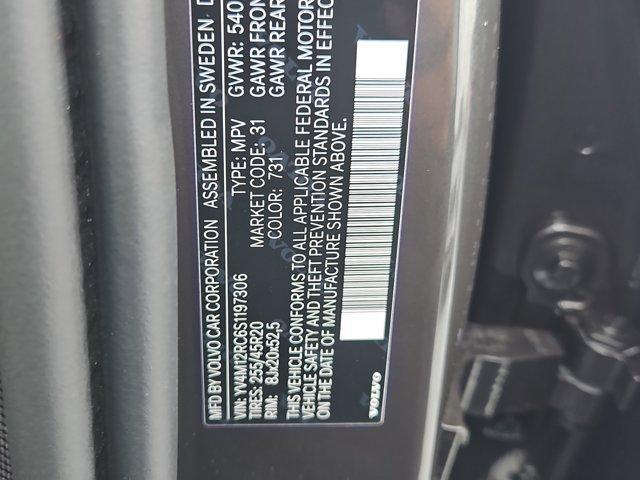 MFD BY VOLVO CAR CORPORATION ASSEMBLED IN SWEDEN
VIN: YV4M12RC6S1197306 TYPE: MPV GVWR: 540
TIRES: 255/45R20 MARKET CODE: 31 GAWR FRON
RIM: 8Jx20x52,5 COLOR: 731 GAWR REAR
THIS VEHICLE CONFORMS TO ALL APPLICABLE FEDERAL MOTOR
VEHICLE SAFETY AND THEFT PREVENTION STANDARDS IN EFFEC
ON THE DATE OF MANUFACTURE SHOWN ABOVE.
VOLVO